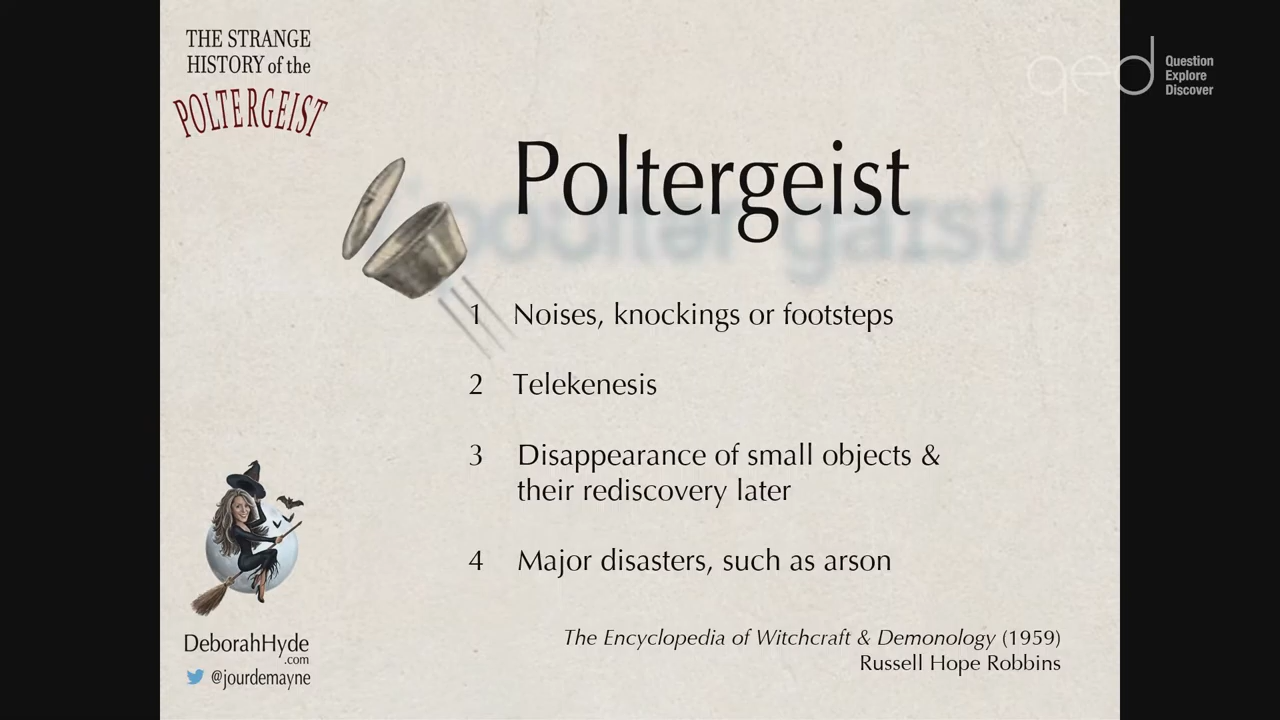 THE STRANGE
HISTORY of the
POLTERGEIST
qed
Question
Explore
Discover
Poltergeist
1 Noises, knockings or footsteps
2 Telekenesis
3 Disappearance of small objects &
their rediscovery later
4 Major disasters, such as arson
The Encyclopedia of Witchcraft & Demonology (1959)
Russell Hope Robbins
DeborahHyde
.com
@jourdemayne